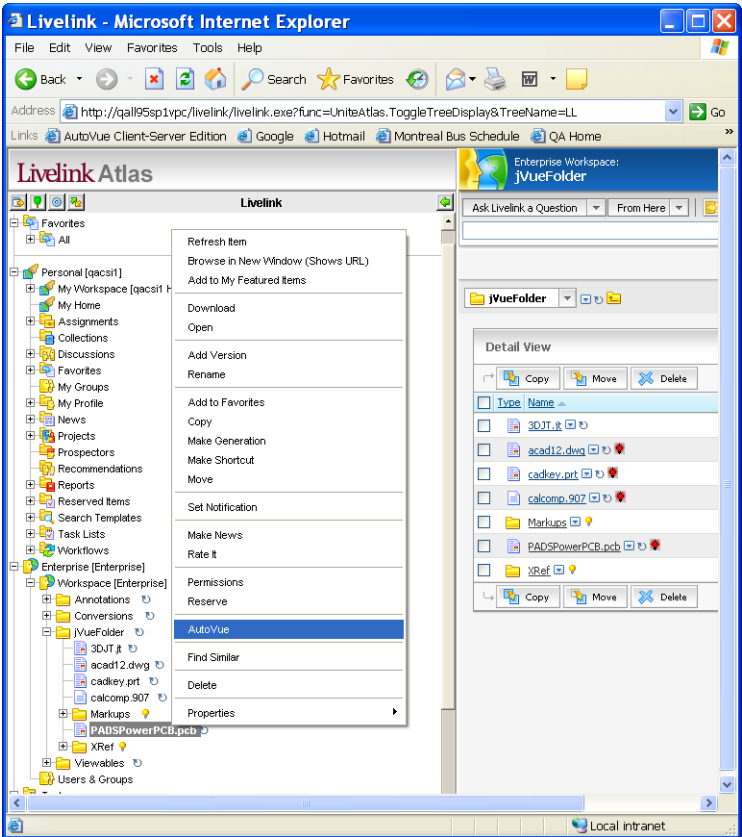 Livelink - Microsoft Internet Explorer
File Edit View Favorites Tools Help
Back Search Favorites
Address http://qall95sp1vpc/livelink/livelink.exe?func=UniteAtlas.ToggleTreeDisplay&TreeName=LL Go
Links AutoVue Client-Server Edition Google Hotmail Montreal Bus Schedule QA Home »
Livelink Atlas
Livelink
Favorites
All
Personal [qacsi1]
My Workspace [qacsi1 H
My Home
Assignments
Collections
Discussions
Favorites
My Groups
My Profile
News
Projects
Prospectors
Recommendations
Reports
Reserved Items
Search Templates
Task Lists
Workflows
Enterprise [Enterprise]
Workspace [Enterprise]
Annotations
Conversions
jVueFolder
3DJT.jt
acad12.dwg
cadkey.prt
calcomp.907
Markups
PADSPowerPCB.pcb
XRef
Viewables
Users & Groups
Refresh Item
Browse in New Window (Shows URL)
Add to My Featured Items
Download
Open
Add Version
Rename
Add to Favorites
Copy
Make Generation
Make Shortcut
Move
Set Notification
Make News
Rate It
Permissions
Reserve
AutoVue
Find Similar
Delete
Properties
Enterprise Workspace:
jVueFolder
Ask Livelink a Question From Here
jVueFolder
Detail View
Copy Move Delete
Type Name
3DJT.jt
acad12.dwg
cadkey.prt
calcomp.907
Markups
PADSPowerPCB.pcb
XRef
Copy Move Delete
Local intranet